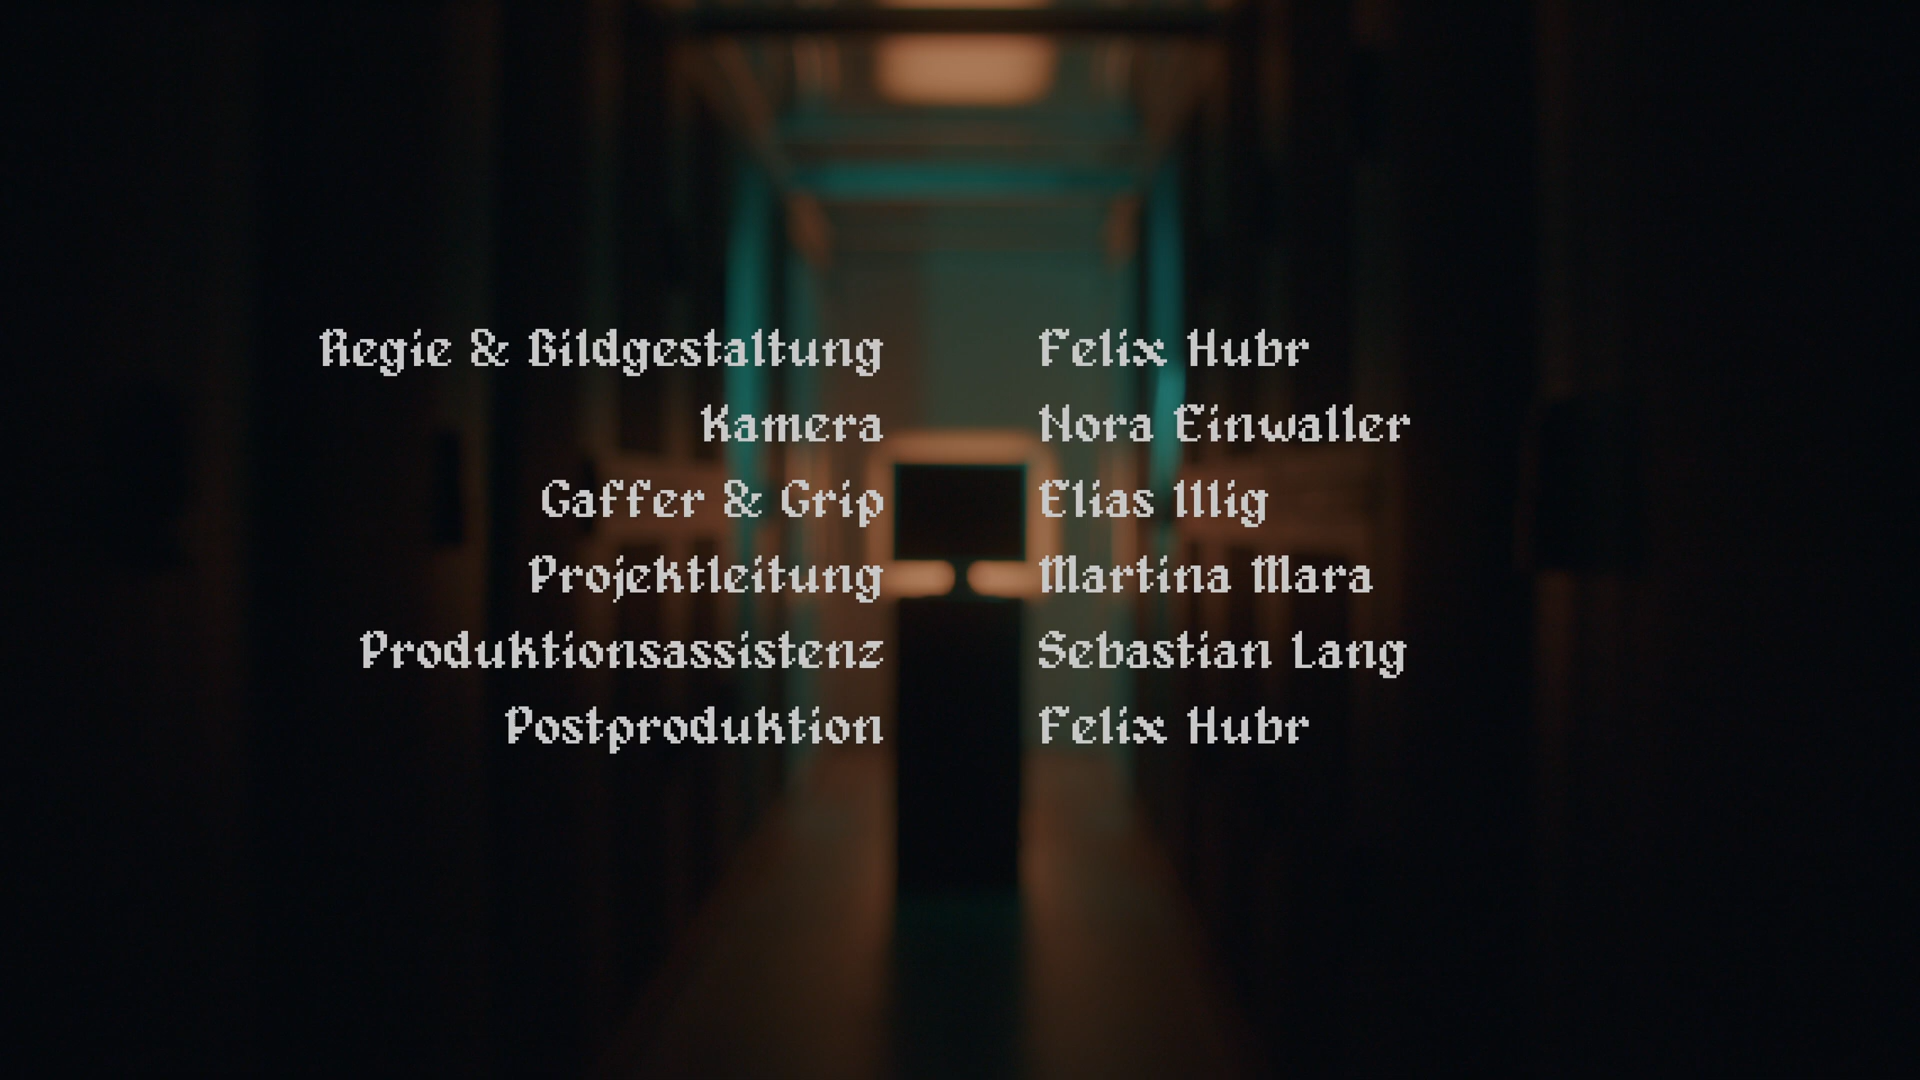 Regie & Bildgestaltung Felix Hubr
Kamera Nora Einwaller
Gaffer & Grip Elias Illig
Projektleitung Martina Mara
Produktionsassistenz Sebastian Lang
Postproduktion Felix Hubr